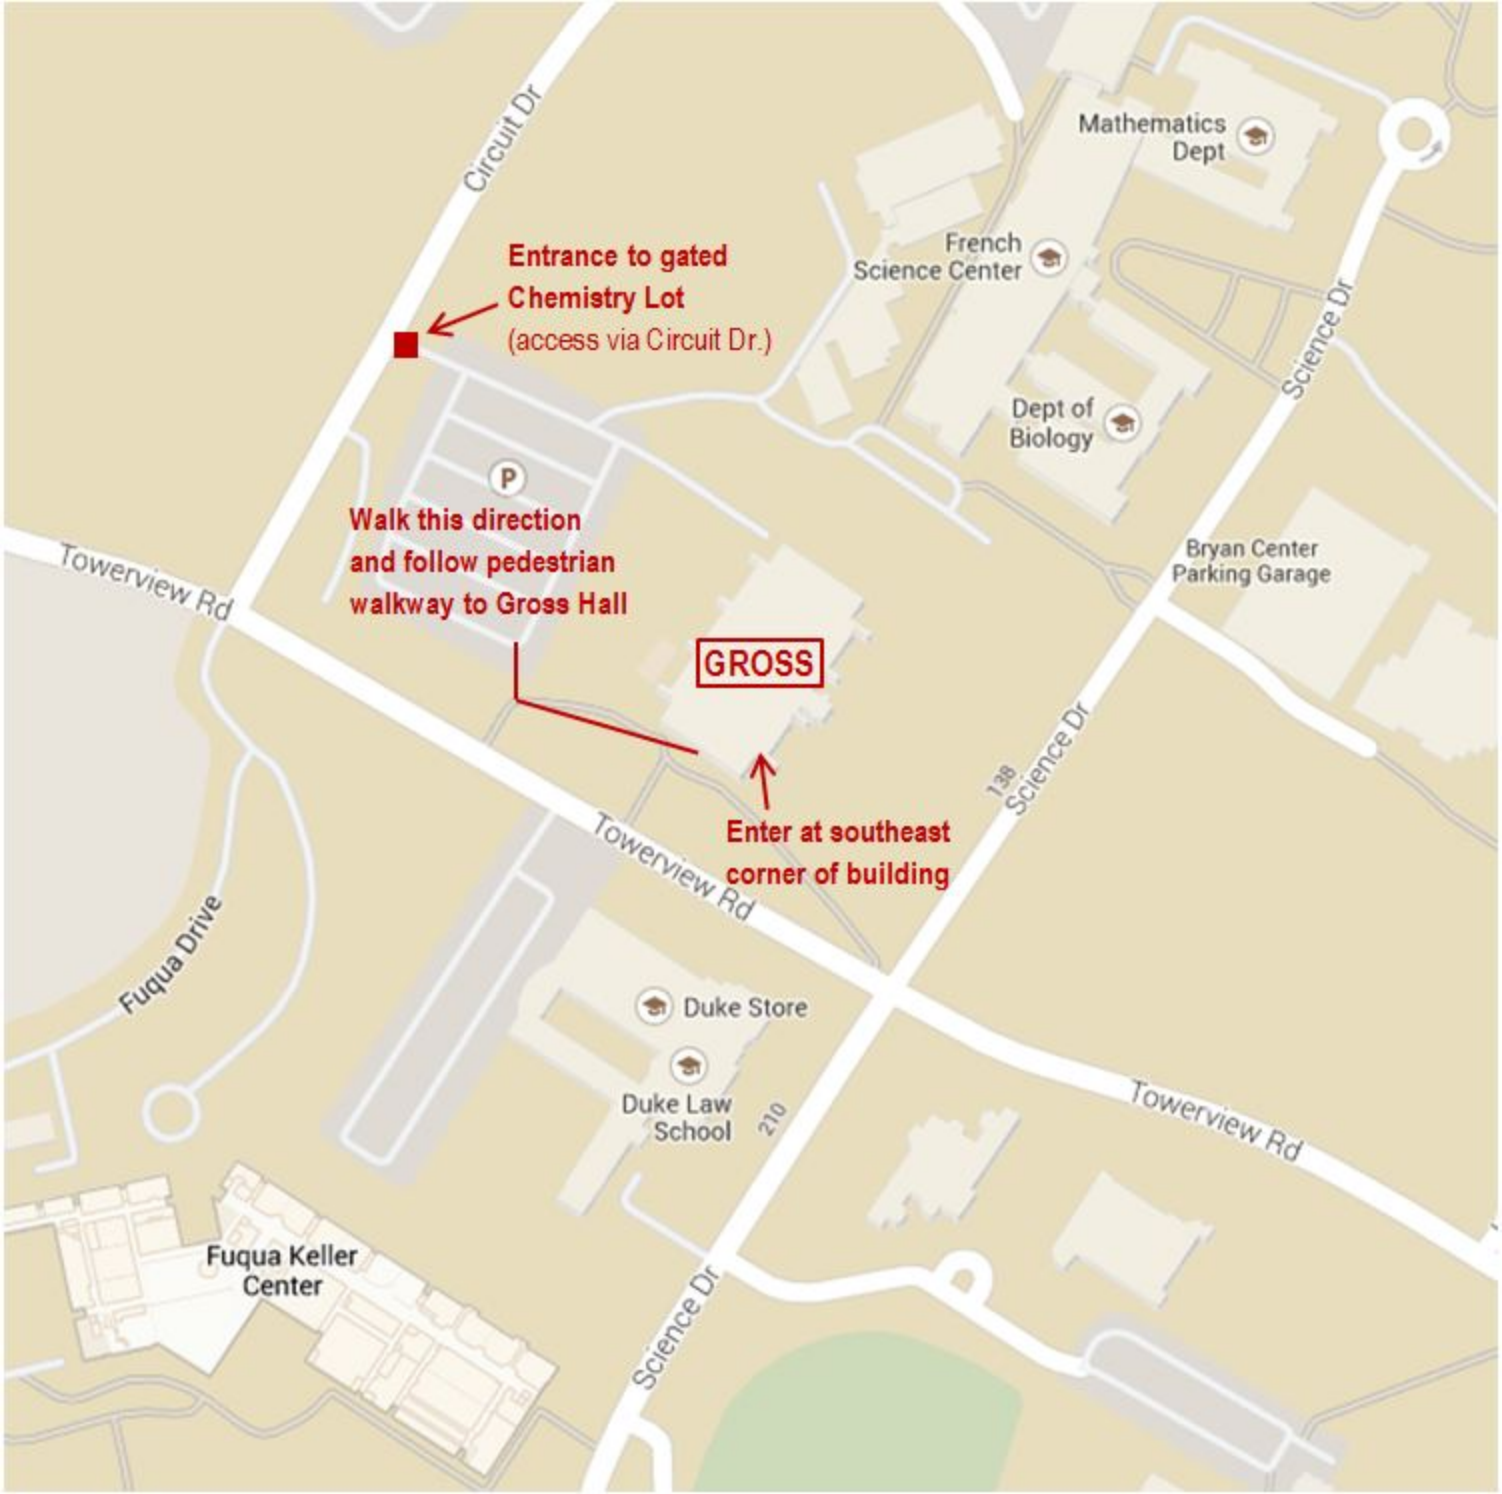 Circuit Dr
Mathematics
Dept
Entrance to gated
Chemistry Lot
(access via Circuit Dr.)
French
Science Center
Science Dr
Dept of
Biology
P
Walk this direction
and follow pedestrian
walkway to Gross Hall
Towerview Rd
Bryan Center
Parking Garage
GROSS
138
Science Dr
Enter at southeast
corner of building
Towerview Rd
Fuqua Drive
Duke Store
Duke Law
School
210
Towerview Rd
Fuqua Keller
Center
Science Dr